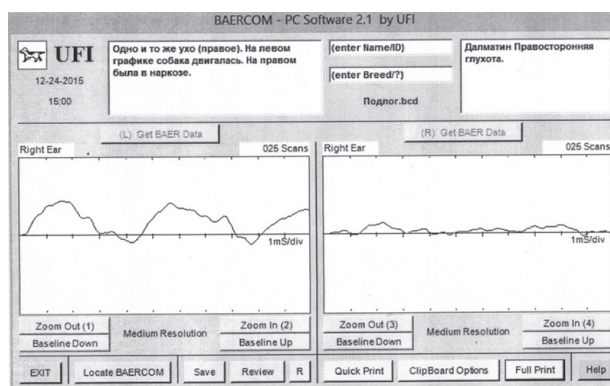 BAERCOM - PC Software 2.1 by UFI
UFI
12-24-2015
15:00
Одно и то же ухо (правое). На левом
графике собака двигалась. На правом
была в наркозе.
(enter Name/ID)
(enter Breed/?)
Подлог.bcd
Далматин Правосторонняя
глухота.
(L) Get BAER Data
(R) Get BAER Data
Right Ear
025 Scans
1mS/div
Right Ear
025 Scans
1mS/div
Zoom Out (1)
Medium Resolution
Zoom In (2)
Baseline Down
Baseline Up
Zoom Out (3)
Medium Resolution
Zoom In (4)
Baseline Down
Baseline Up
EXIT
Locate BAERCOM
Save
Review
R
Quick Print
ClipBoard Options
Full Print
Help